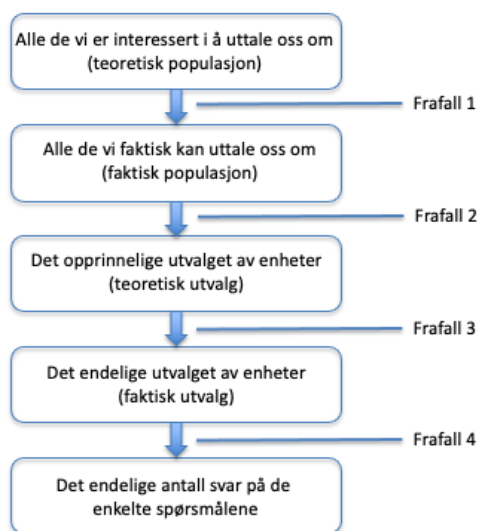 Alle de vi er interessert i å uttale oss om
(teoretisk populasjon)
Frafall 1
Alle de vi faktisk kan uttale oss om
(faktisk populasjon)
Frafall 2
Det opprinnelige utvalget av enheter
(teoretisk utvalg)
Frafall 3
Det endelige utvalget av enheter
(faktisk utvalg)
Frafall 4
Det endelige antall svar på de
enkelte spørsmålene